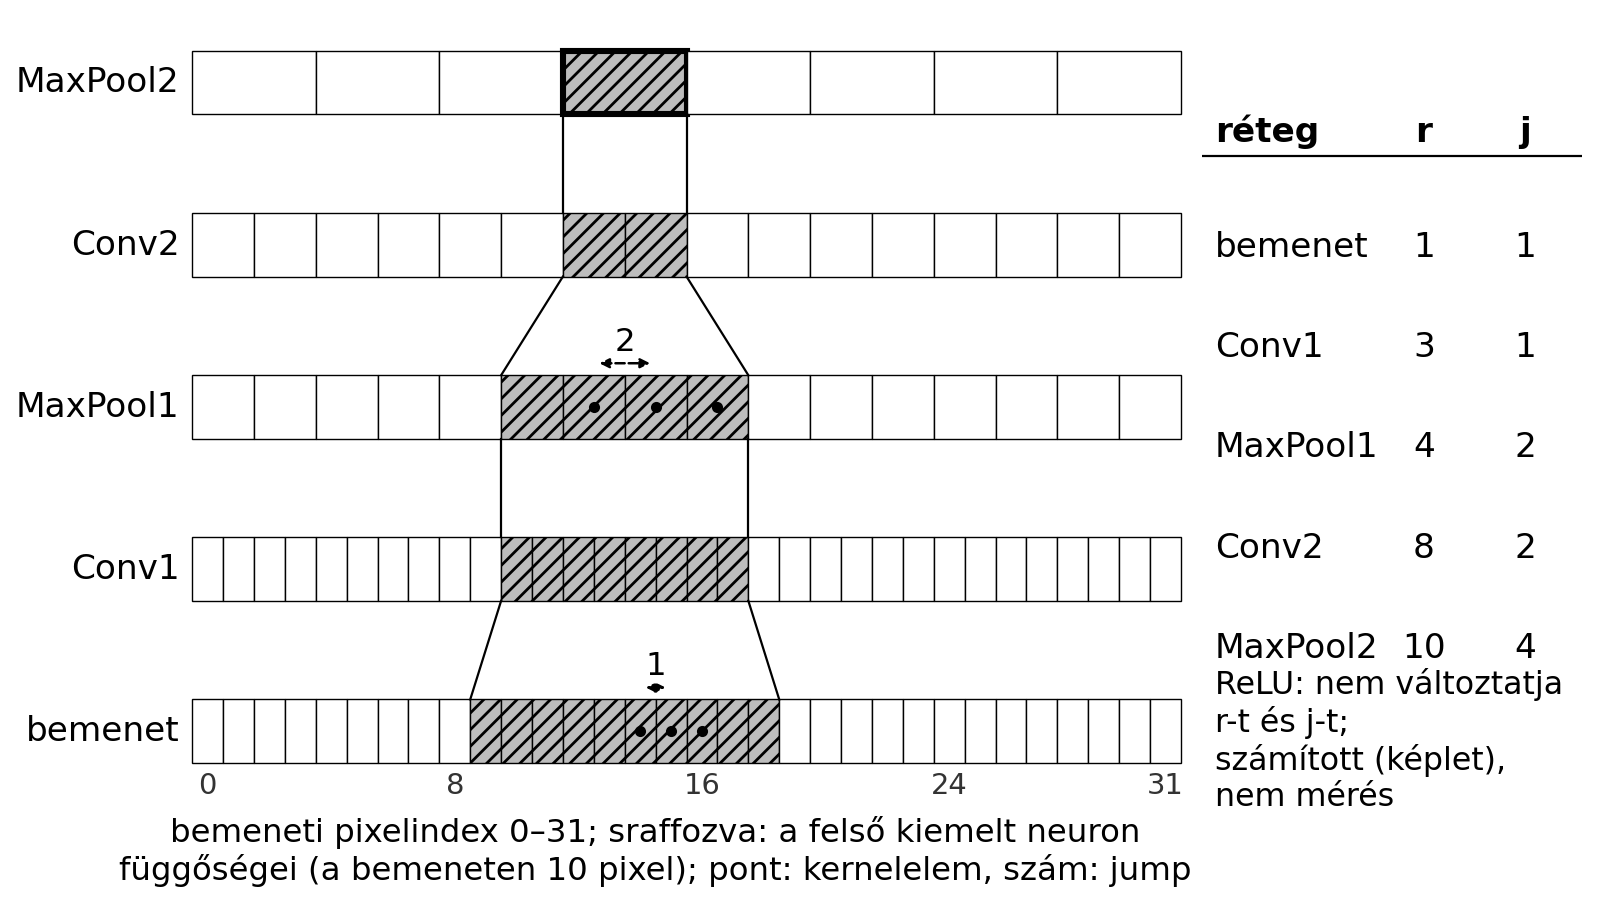 MaxPool2
Conv2
2
MaxPool1
Conv1
1
bemenet
0 8 16 24 31
bemeneti pixelindex 0–31; sraffozva: a felső kiemelt neuron
függőségei (a bemeneten 10 pixel); pont: kernelelem, szám: jump
réteg r j
bemenet 1 1
Conv1 3 1
MaxPool1 4 2
Conv2 8 2
MaxPool2 10 4
ReLU: nem változtatja
r-t és j-t;
számított (képlet),
nem mérés